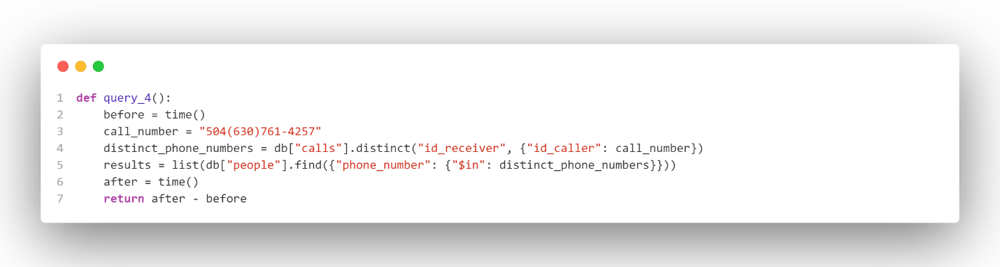 1 def query_4():
2     before = time()
3     call_number = "504(630)761-4257"
4     distinct_phone_numbers = db["calls"].distinct("id_receiver", {"id_caller": call_number})
5     results = list(db["people"].find({"phone_number": {"$in": distinct_phone_numbers}}))
6     after = time()
7     return after - before